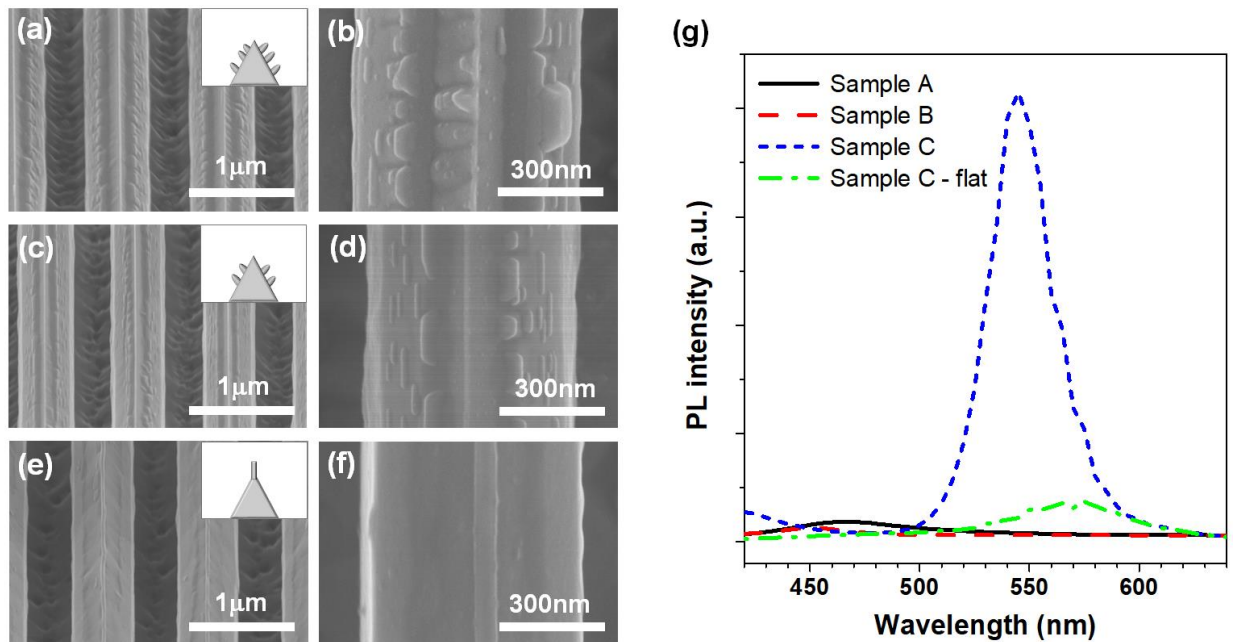 (a)
1μm
(b)
300nm
(c)
1μm
(d)
300nm
(e)
1μm
(f)
300nm
(g)
Sample A
Sample B
Sample C
Sample C - flat
PL intensity (a.u.)
450 500 550 600
Wavelength (nm)